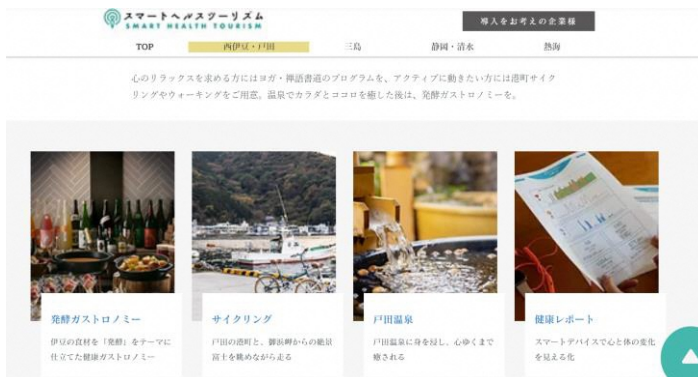 スマートヘルスツーリズム
SMART HEALTH TOURISM
導入をお考えの企業様
TOP
西伊豆・戸田
三島
静岡・清水
熱海
心のリラックスを求める方にはヨガ・禅語書道のプログラムを、アクティブに動きたい方には港町サイク
リングやウォーキングをご用意。温泉でカラダとココロを癒した後は、発酵ガストロノミーを。
発酵ガストロノミー
伊豆の食材を「発酵」をテーマに
仕立てた健康ガストロノミー
サイクリング
戸田の港町と、御浜岬からの絶景
富士を眺めながら走る
戸田温泉
戸田温泉に身を浸し、心ゆくまで
癒される
健康レポート
スマートデバイスで心と体の変化
を見える化